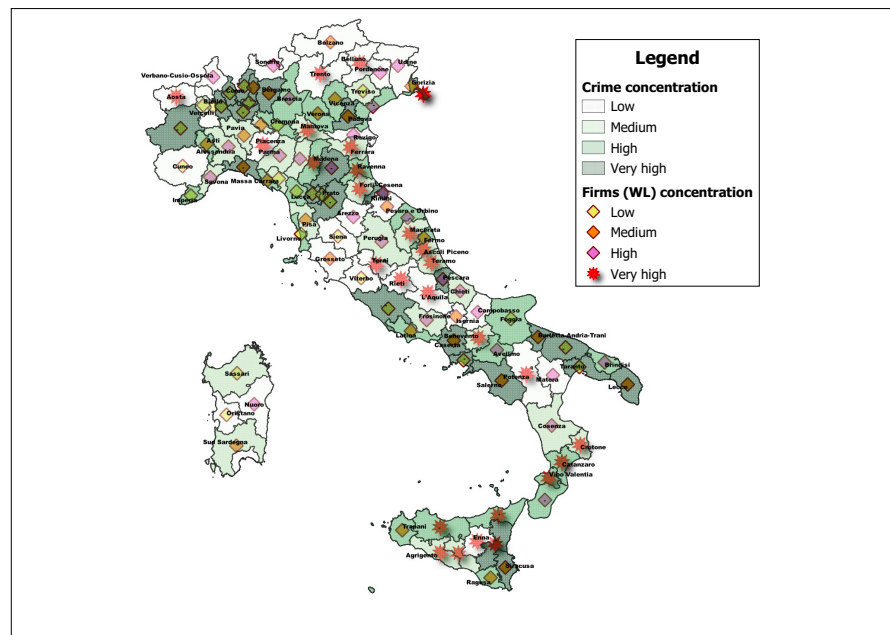 Legend
Crime concentration
Low
Medium
High
Very high
Firms (WL) concentration
Low
Medium
High
Very high
Bolzano
Sondrio
Belluno
Udine
Verbano-Cusio-Ossola
Trento
Pordenone
Aosta
Como
Bergamo
Treviso
Gorizia
Biella
Brescia
Vicenza
Vercelli
Verona
Padova
Pavia
Cremona
Mantova
Rovigo
Asti
Alessandria
Piacenza
Parma
Ferrara
Cuneo
Modena
Ravenna
Savona
Massa Carrara
Forlì-Cesena
Imperia
Lucca
Prato
Rimini
Arezzo
Pesaro e Urbino
Pisa
Livorno
Siena
Macerata
Perugia
Fermo
Ascoli Piceno
Grosseto
Terni
Teramo
Viterbo
Rieti
Pescara
L'Aquila
Chieti
Frosinone
Isernia
Campobasso
Foggia
Latina
Benevento
Caserta
Barletta-Andria-Trani
Avellino
Salerno
Potenza
Matera
Taranto
Brindisi
Lecce
Sassari
Nuoro
Oristano
Sud Sardegna
Cosenza
Crotone
Catanzaro
Vibo Valentia
Trapani
Enna
Agrigento
Siracusa
Ragusa